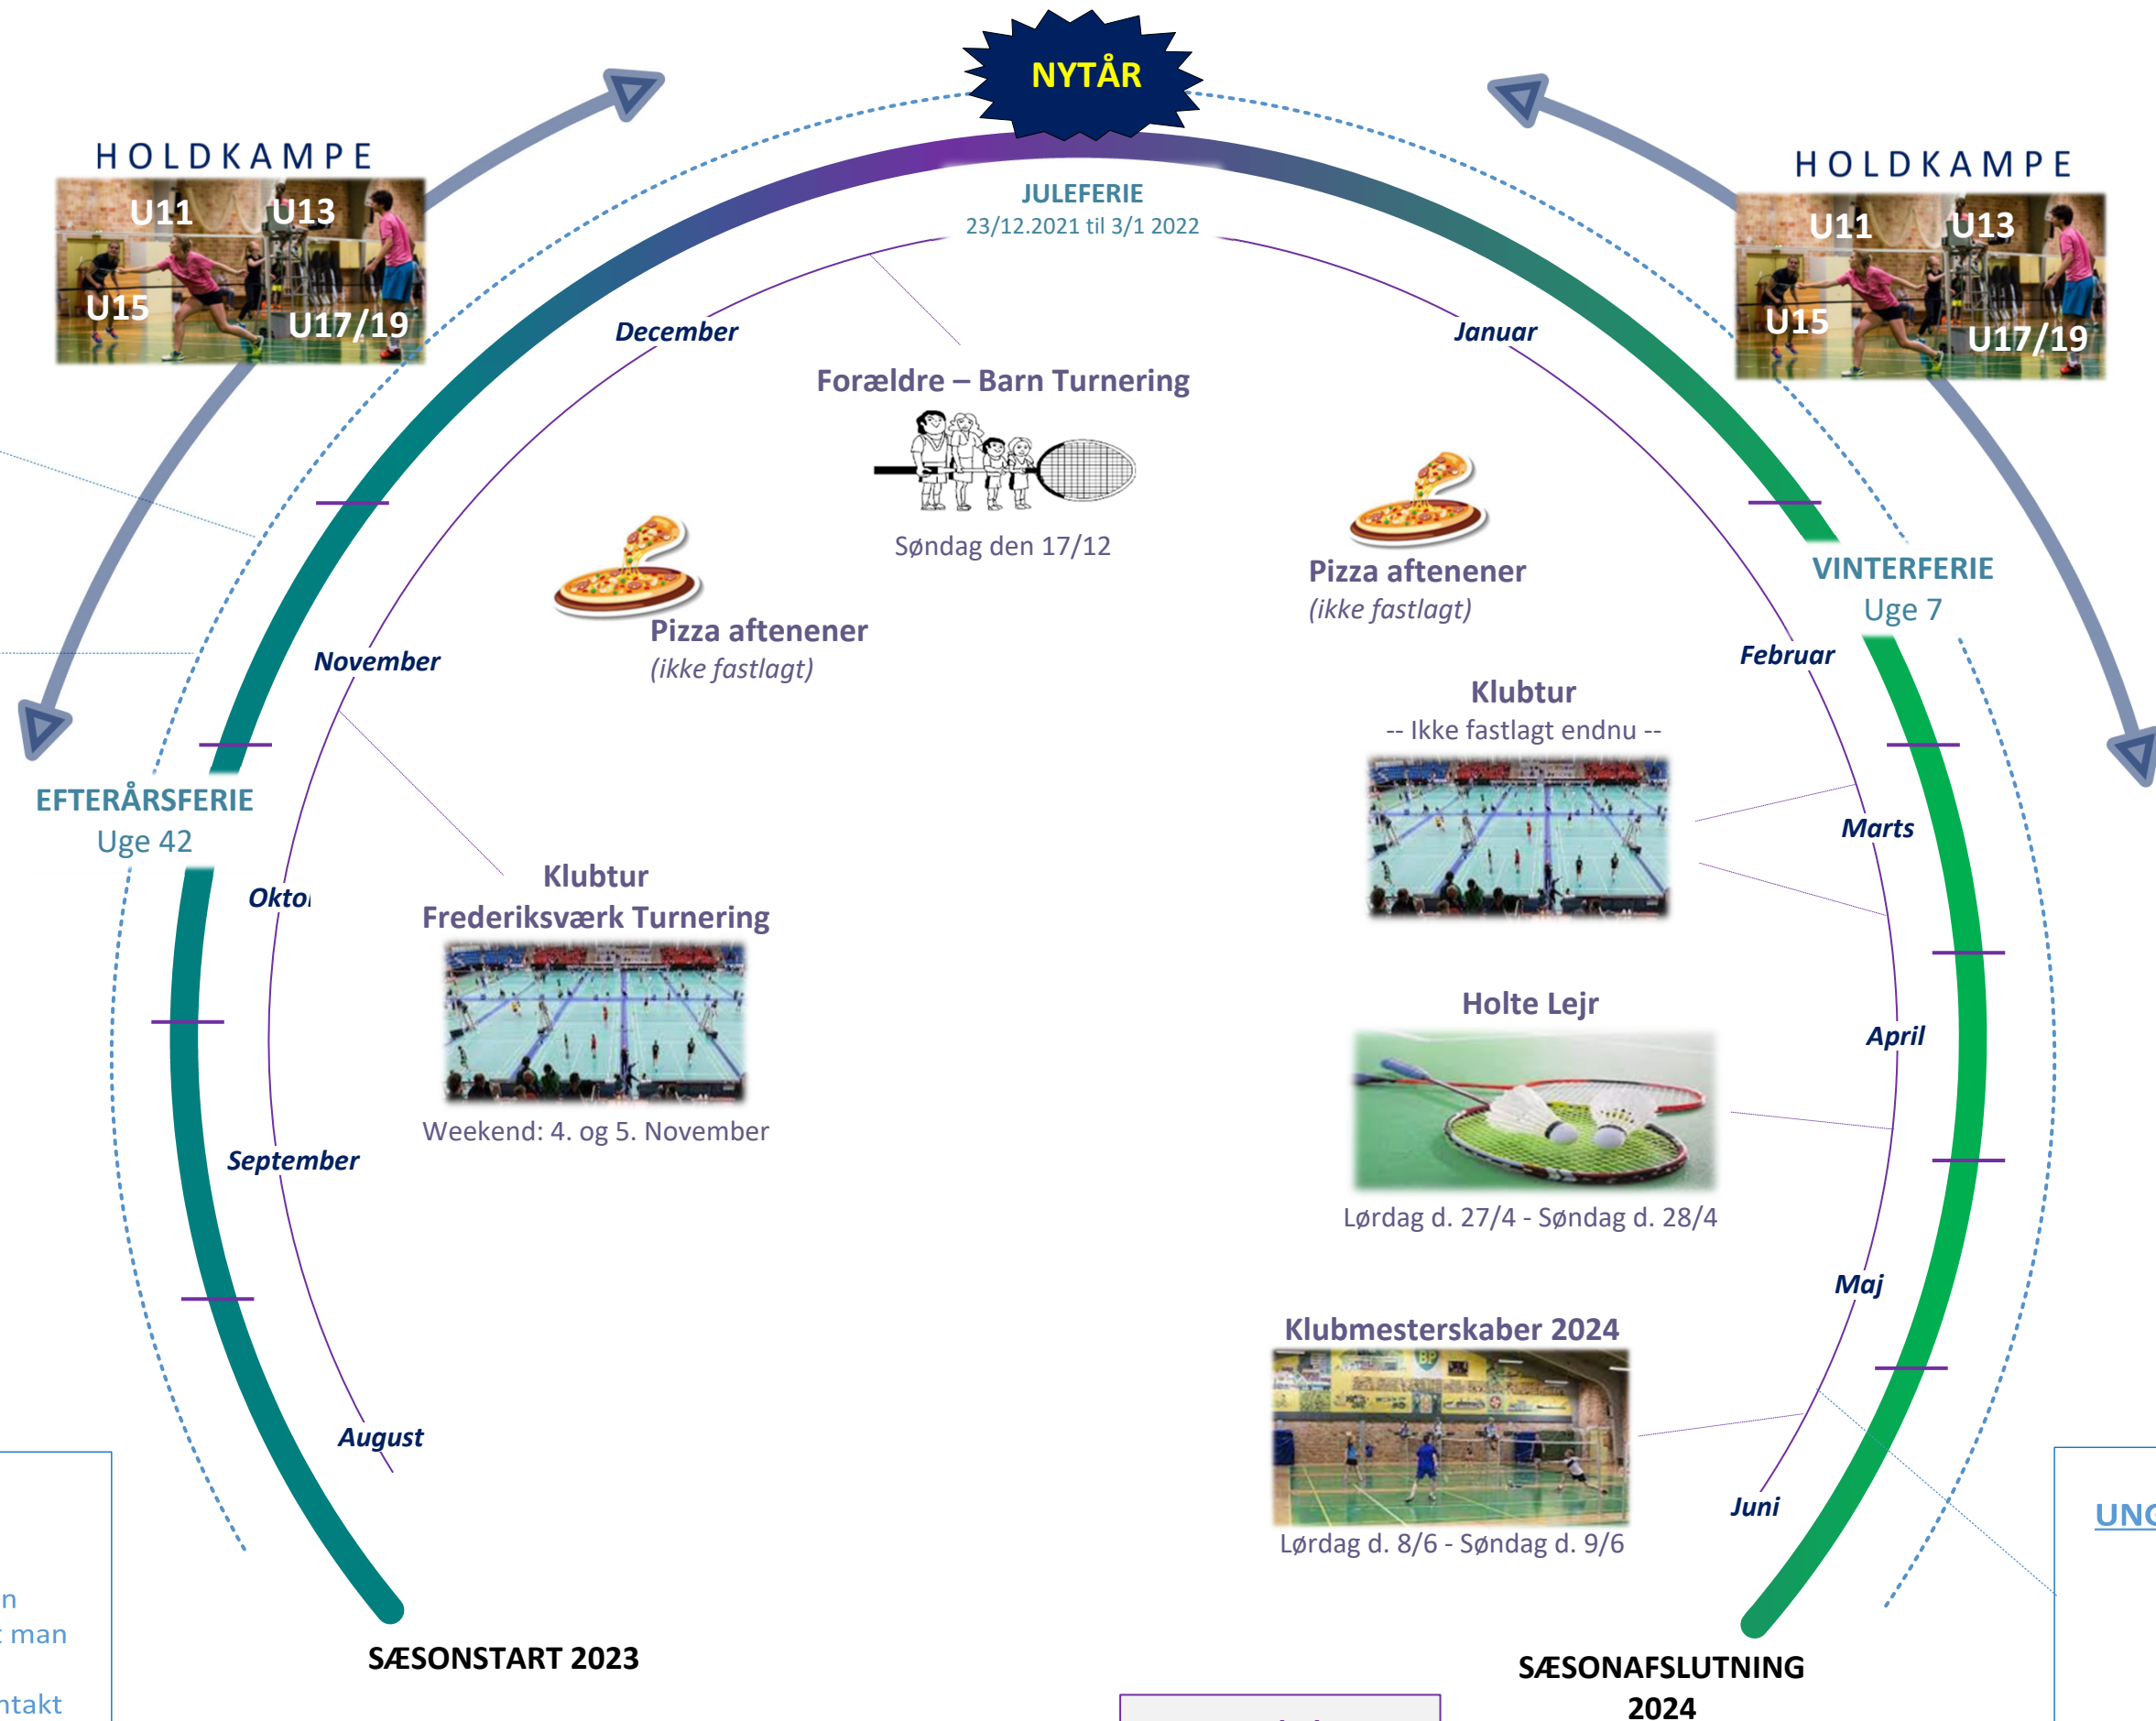 NYTÅR
HOLDKAMPE
U11
U13
U15
U17/19
HOLDKAMPE
U11
U13
U15
U17/19
JULEFERIE
23/12.2021 til 3/1 2022
December
Januar
Forældre – Barn Turnering
Søndag den 17/12
Pizza aftenener
(ikke fastlagt)
Pizza aftenener
(ikke fastlagt)
VINTERFERIE
Uge 7
November
Februar
Klubtur
-- Ikke fastlagt endnu --
EFTERÅRSFERIE
Uge 42
Marts
Okto
Klubtur
Frederiksværk Turnering
Weekend: 4. og 5. November
Holte Lejr
April
Lørdag d. 27/4 - Søndag d. 28/4
September
Maj
Klubmesterskaber 2024
BP
Lørdag d. 8/6 - Søndag d. 9/6
August
Juni
n
man
ntakt
SÆSONSTART 2023
SÆSONAFSLUTNING
2024